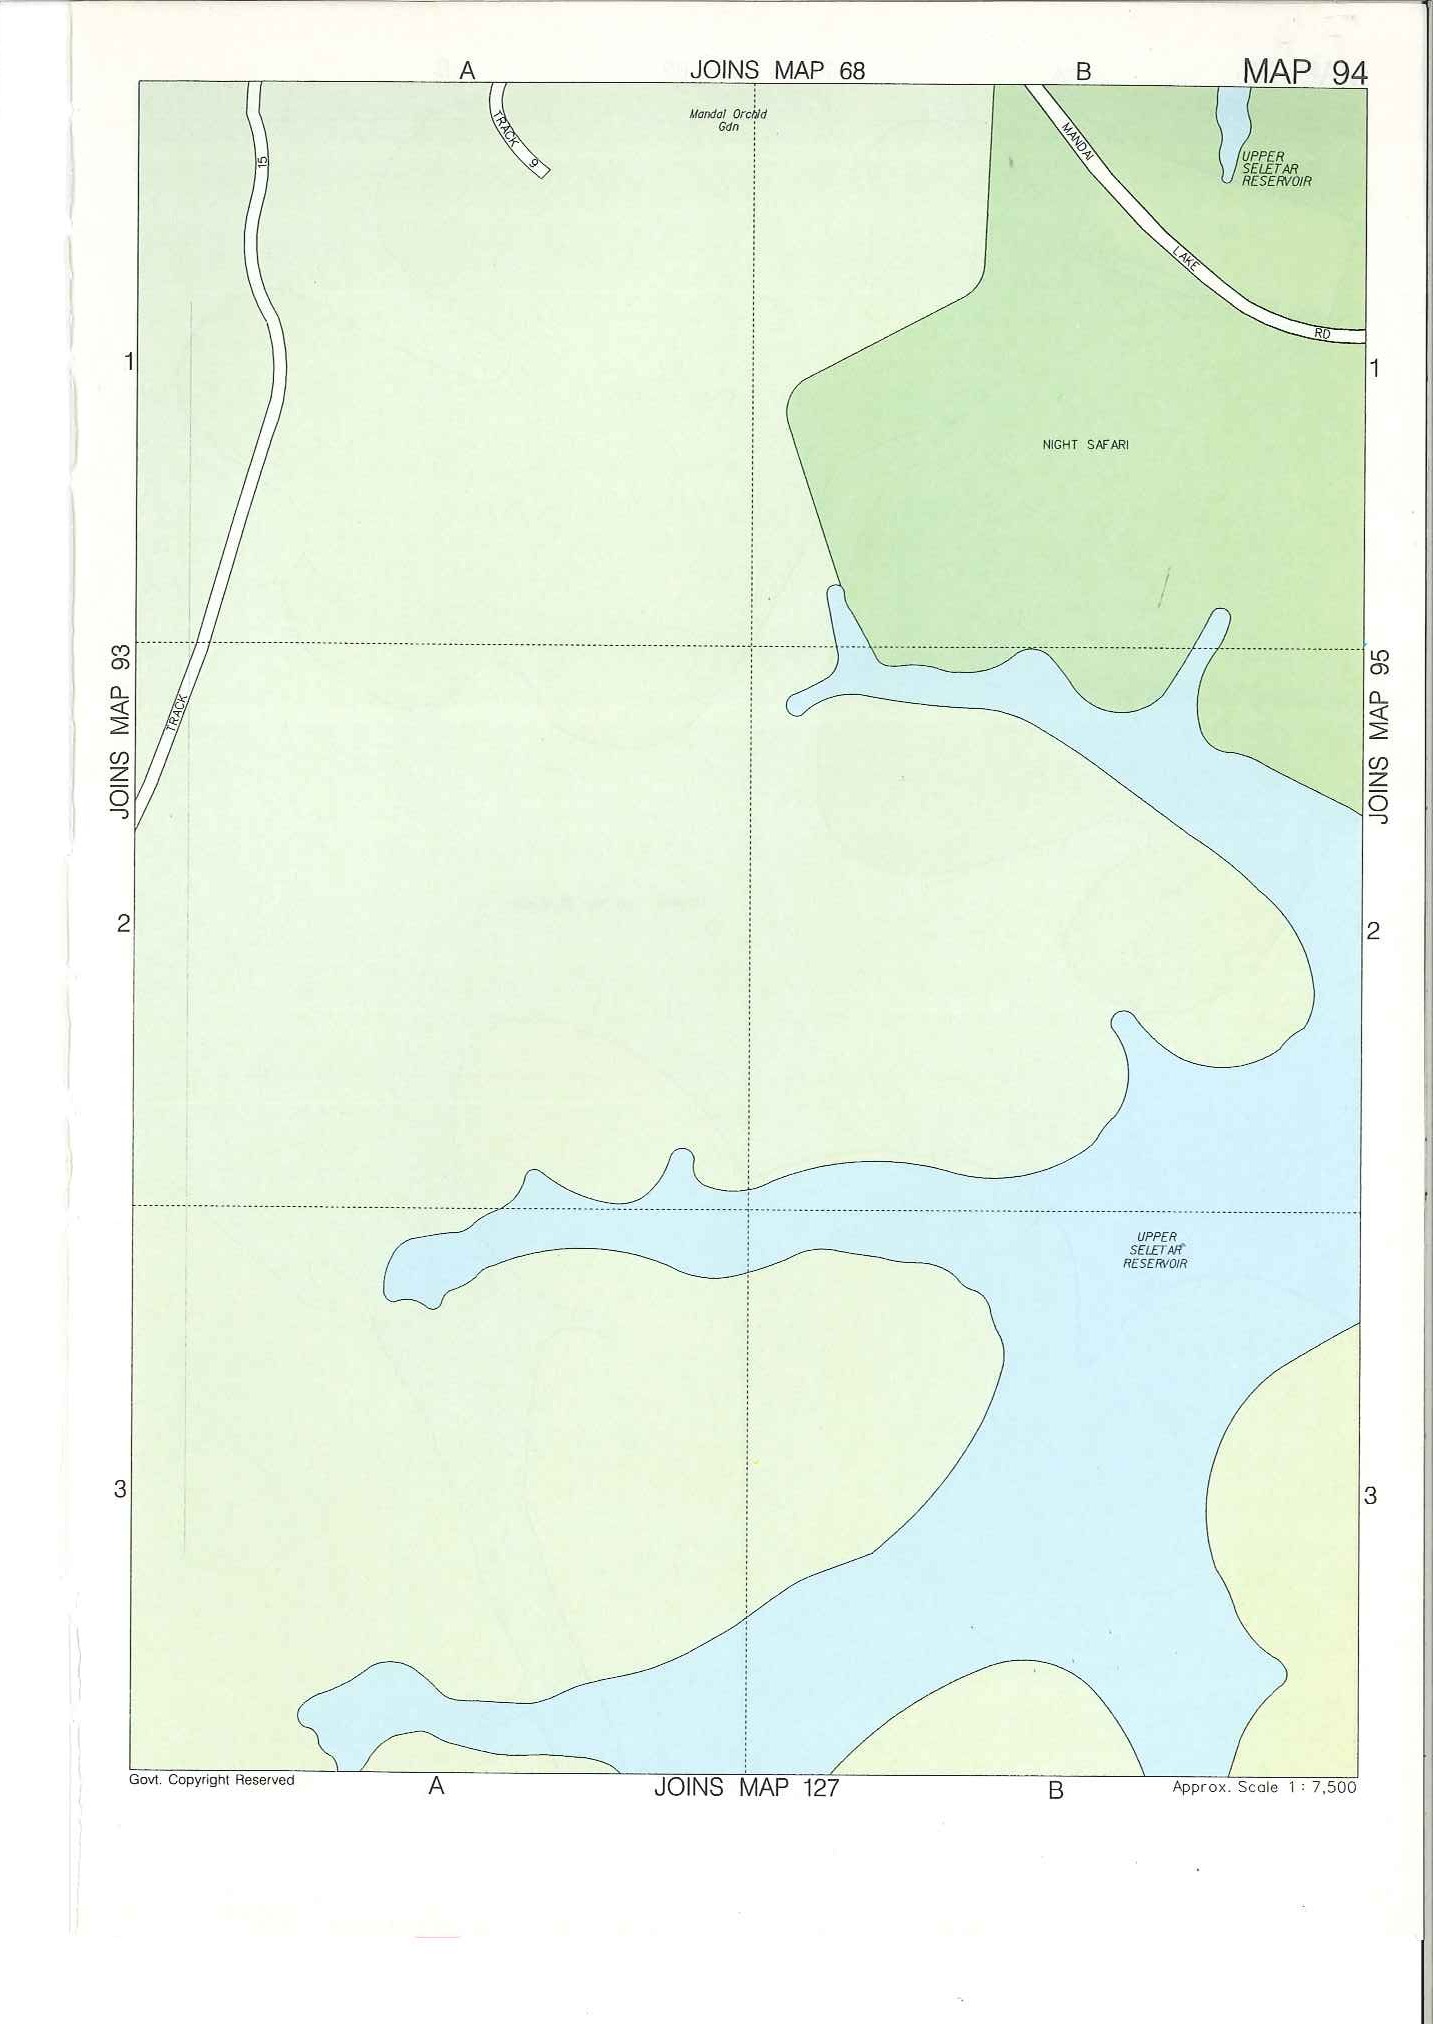 A
JOINS MAP 68
B
MAP 94
Mandai Orchid
Gdn
TRACK 9
15
MANDAI
LAKE
RD
UPPER
SELETAR
RESERVOIR
1
1
NIGHT SAFARI
JOINS MAP 93
TRACK
JOINS MAP 95
2
2
UPPER
SELETAR
RESERVOIR
3
3
Govt. Copyright Reserved
A
JOINS MAP 127
B
Approx. Scale 1 : 7,500